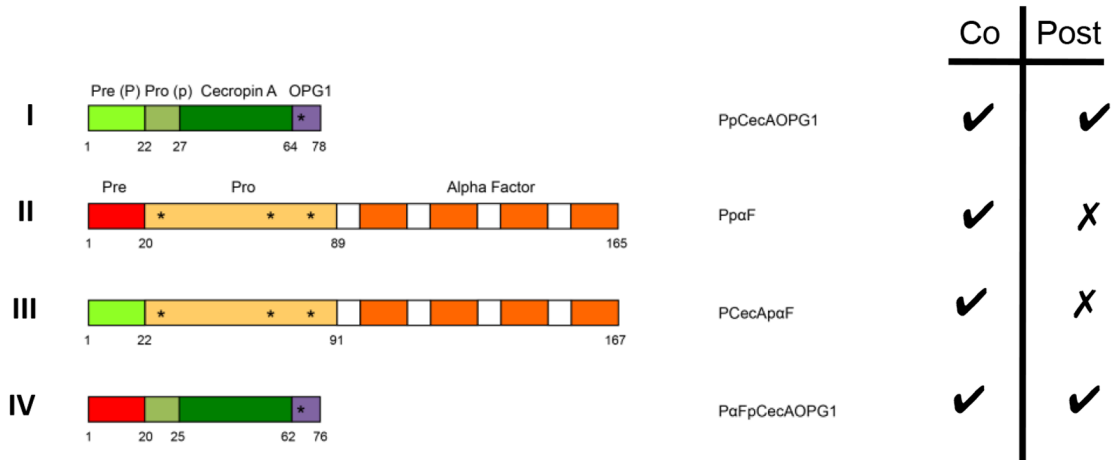 Co Post
Pre (P) Pro (p) Cecropin A OPG1
I * PpCecAOPG1 ✔ ✔
1 22 27 64 78
Pre Pro Alpha Factor
II * * * PpαF ✔ ✗
1 20 89 165
III * * * PCecApαF ✔ ✗
1 22 91 167
IV * PαFpCecAOPG1 ✔ ✔
1 20 25 62 76